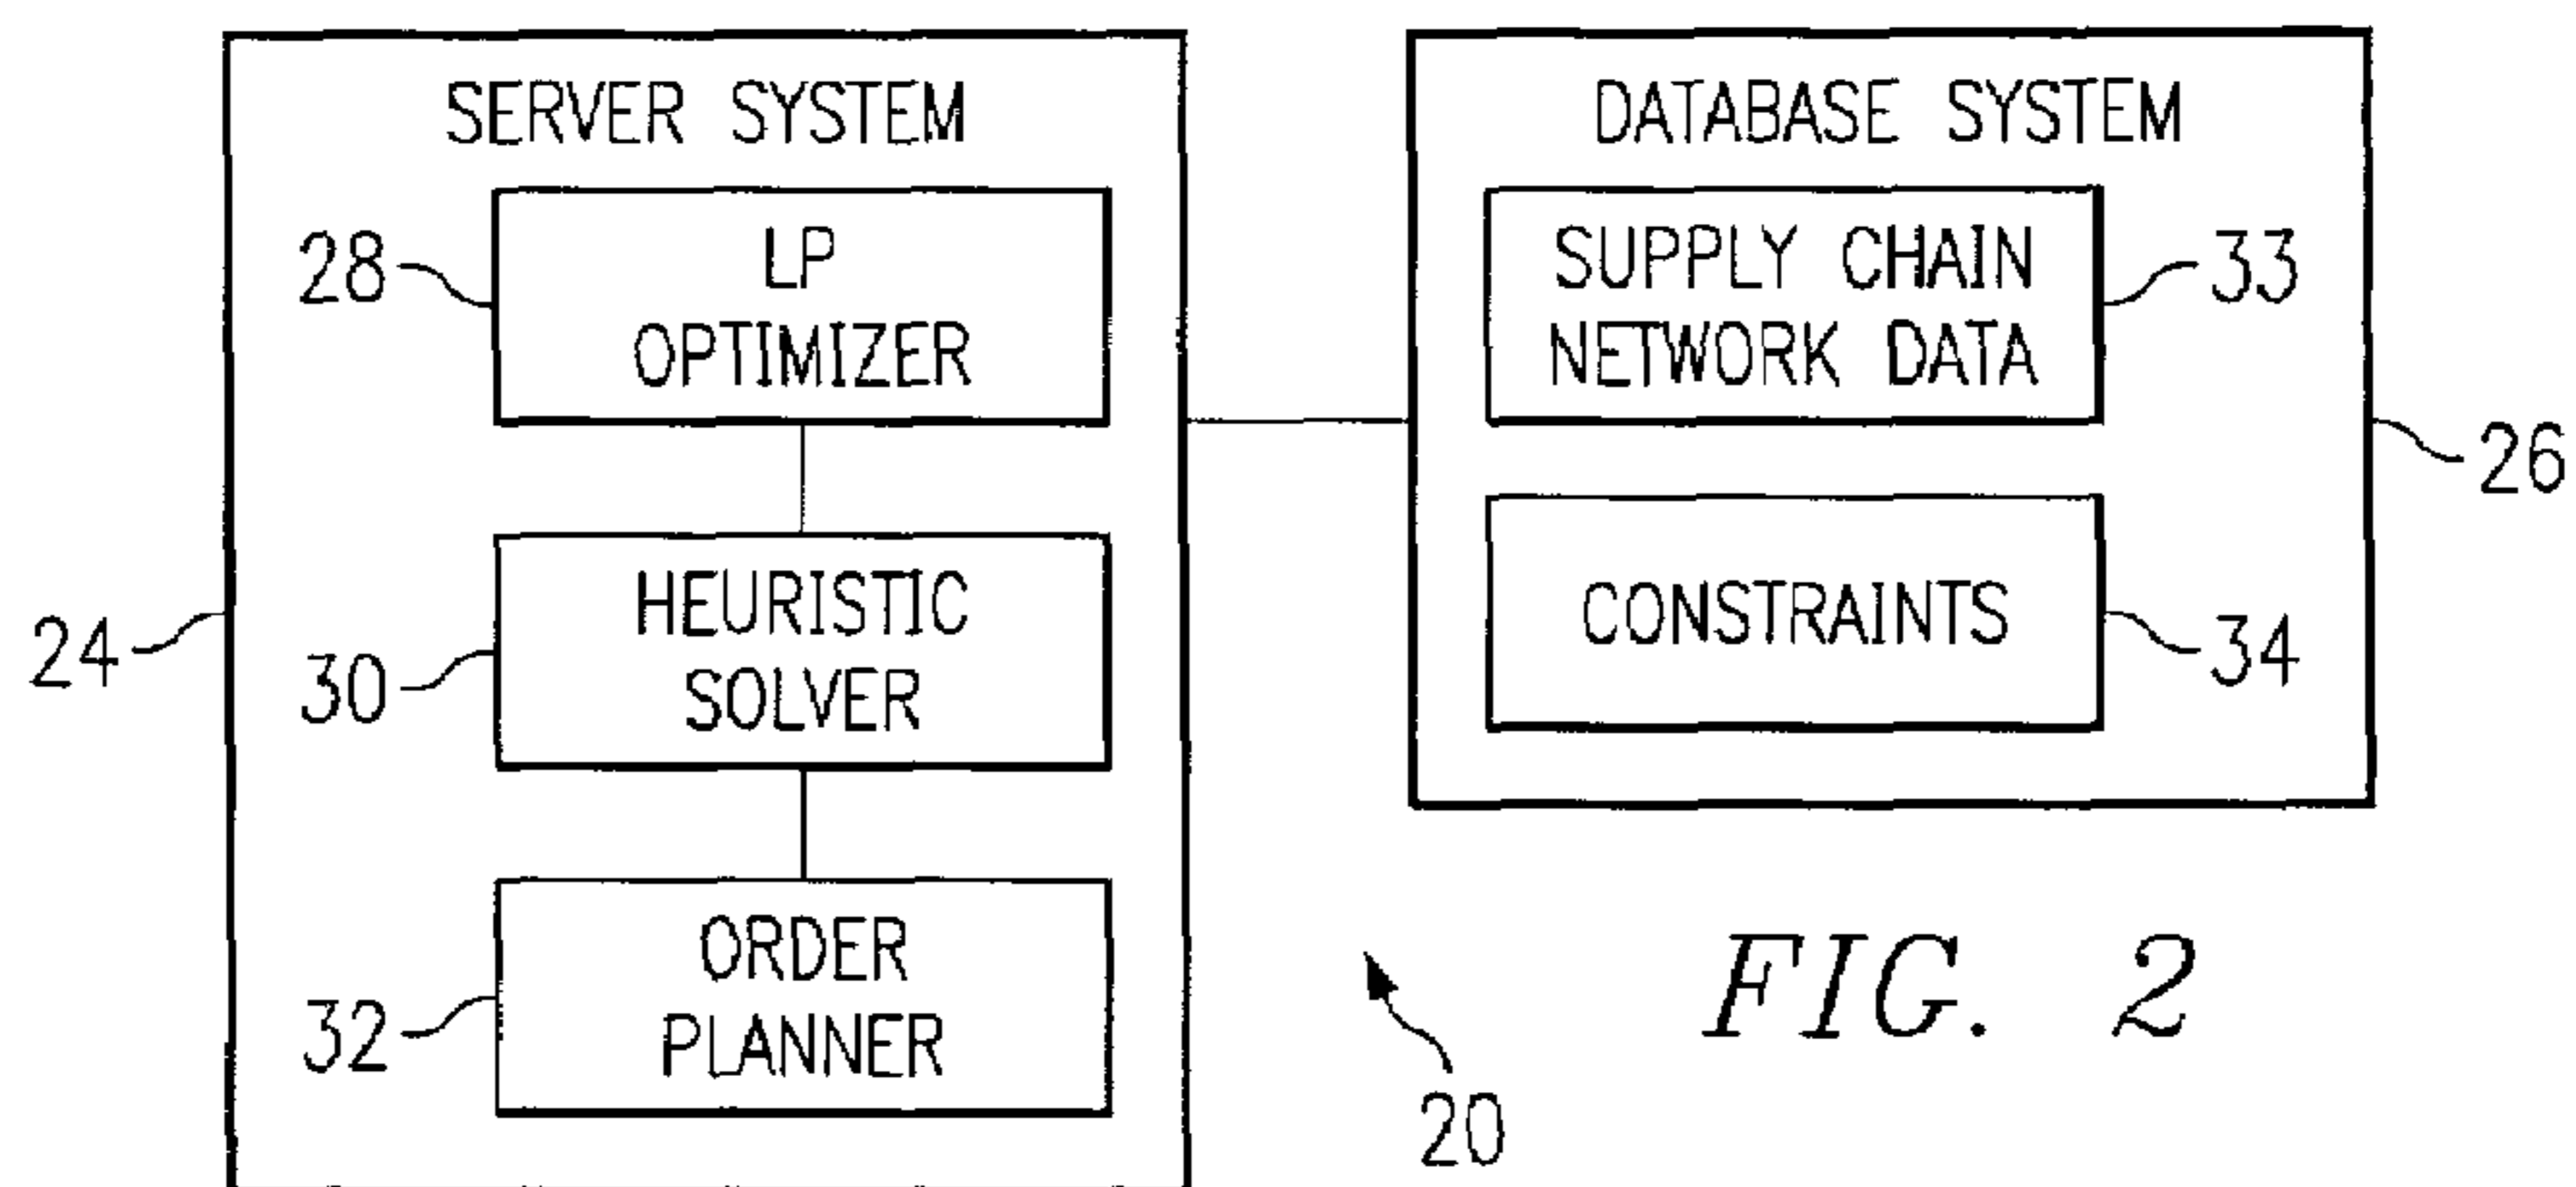 SERVER SYSTEM
28
LP
OPTIMIZER
24
30
HEURISTIC
SOLVER
32
ORDER
PLANNER
DATABASE SYSTEM
SUPPLY CHAIN
NETWORK DATA
33
26
CONSTRAINTS
34
20
FIG. 2